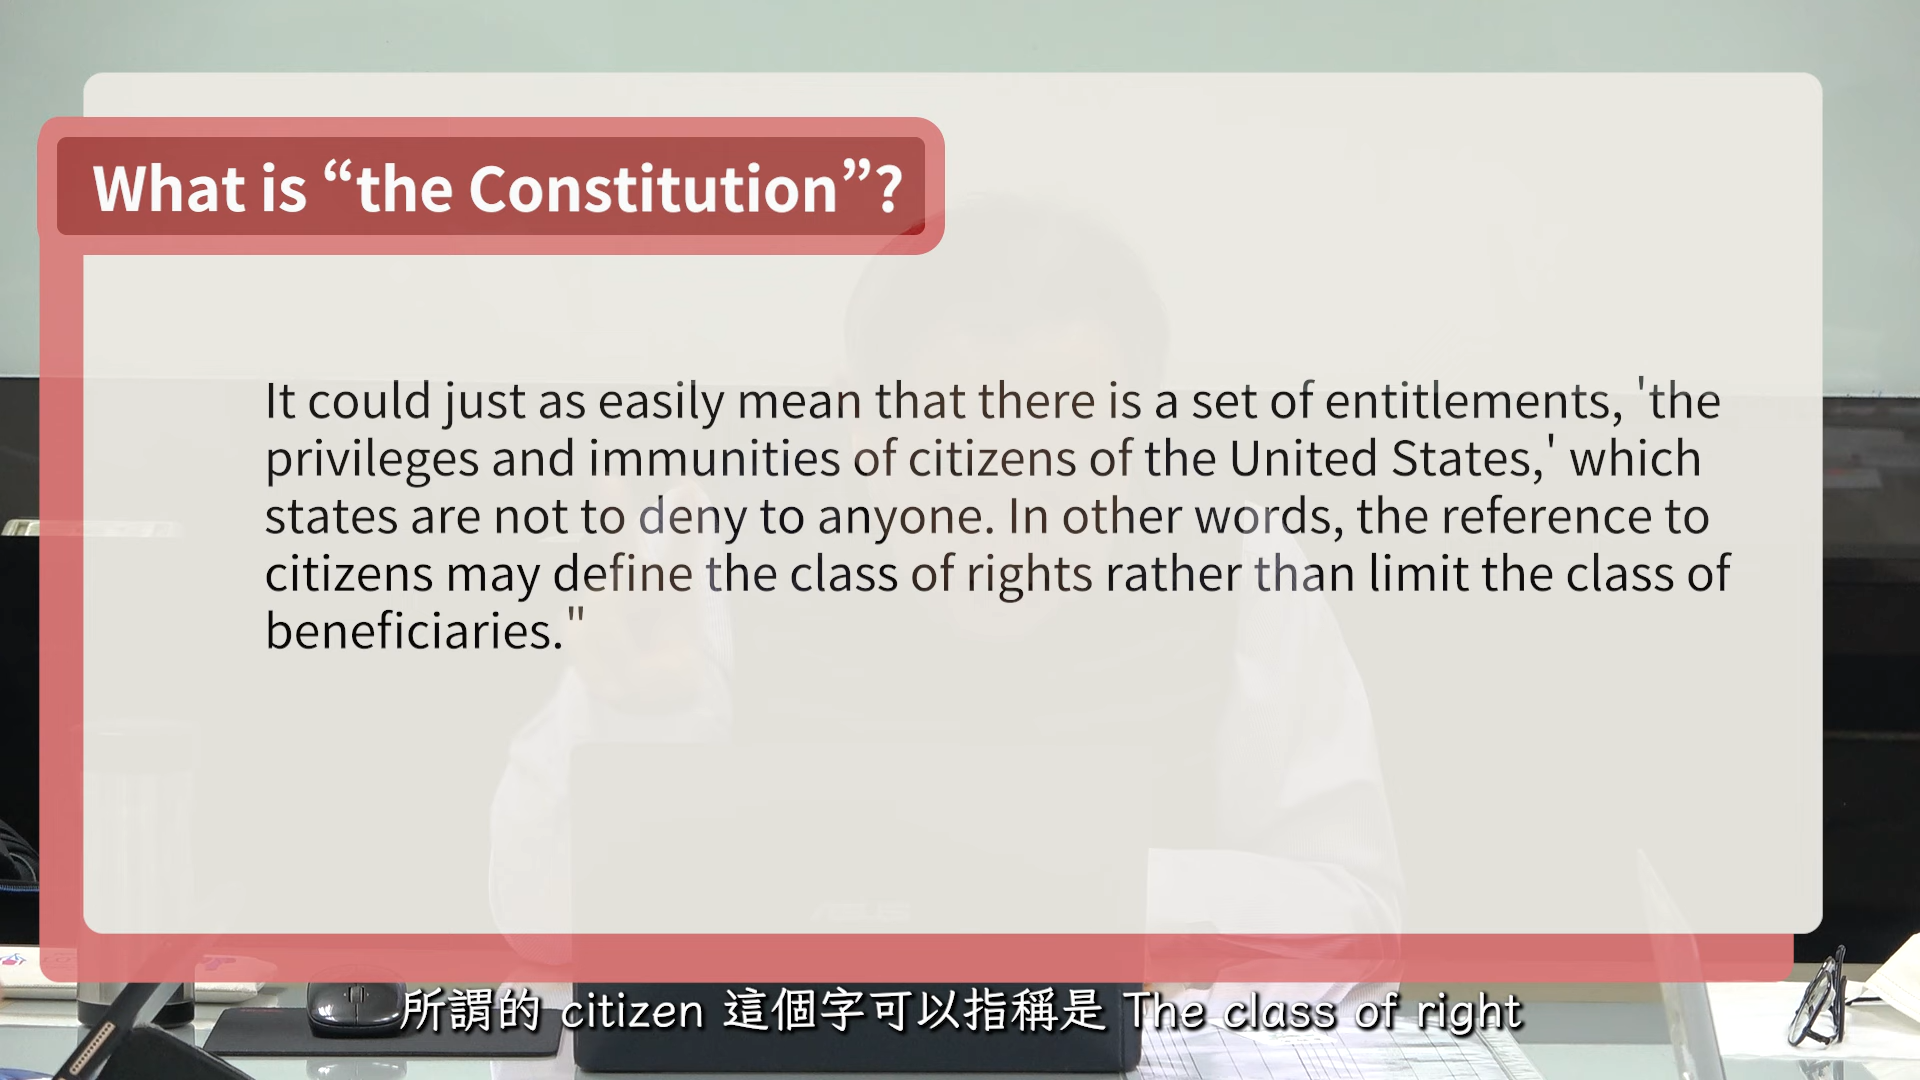 What is “the Constitution”?
It could just as easily mean that there is a set of entitlements, 'the
privileges and immunities of citizens of the United States,' which
states are not to deny to anyone. In other words, the reference to
citizens may define the class of rights rather than limit the class of
beneficiaries."
ASUS
所謂的 citizen 這個字可以指稱是 The class of right